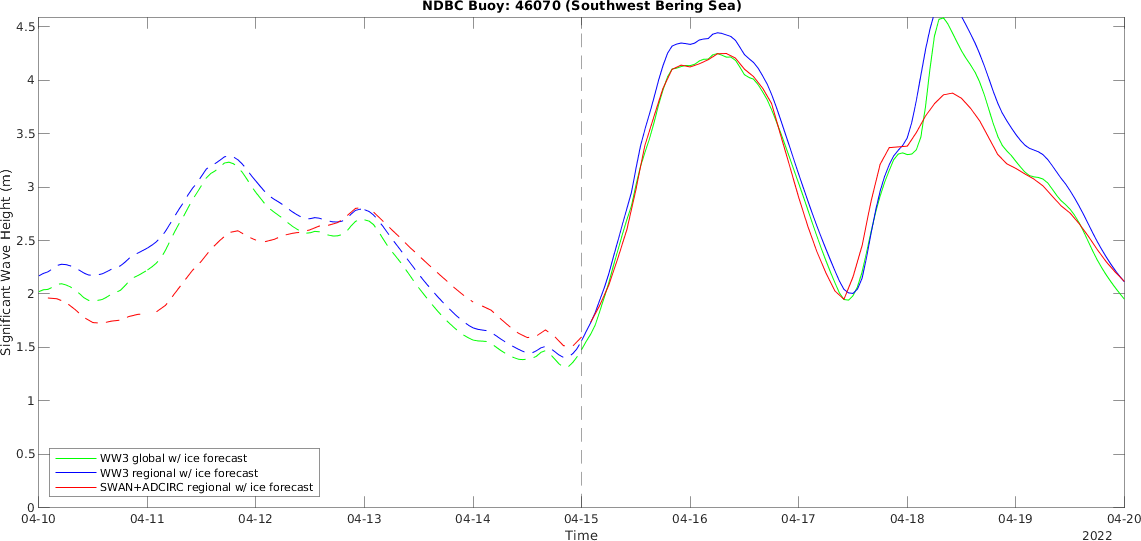 NDBC Buoy: 46070 (Southwest Bering Sea)
4.5
4
3.5
3
2.5
2
1.5
1
0.5
0
Significant Wave Height (m)
WW3 global w/ ice forecast
WW3 regional w/ ice forecast
SWAN+ADCIRC regional w/ ice forecast
04-10 04-11 04-12 04-13 04-14 04-15 04-16 04-17 04-18 04-19 04-20
Time
2022